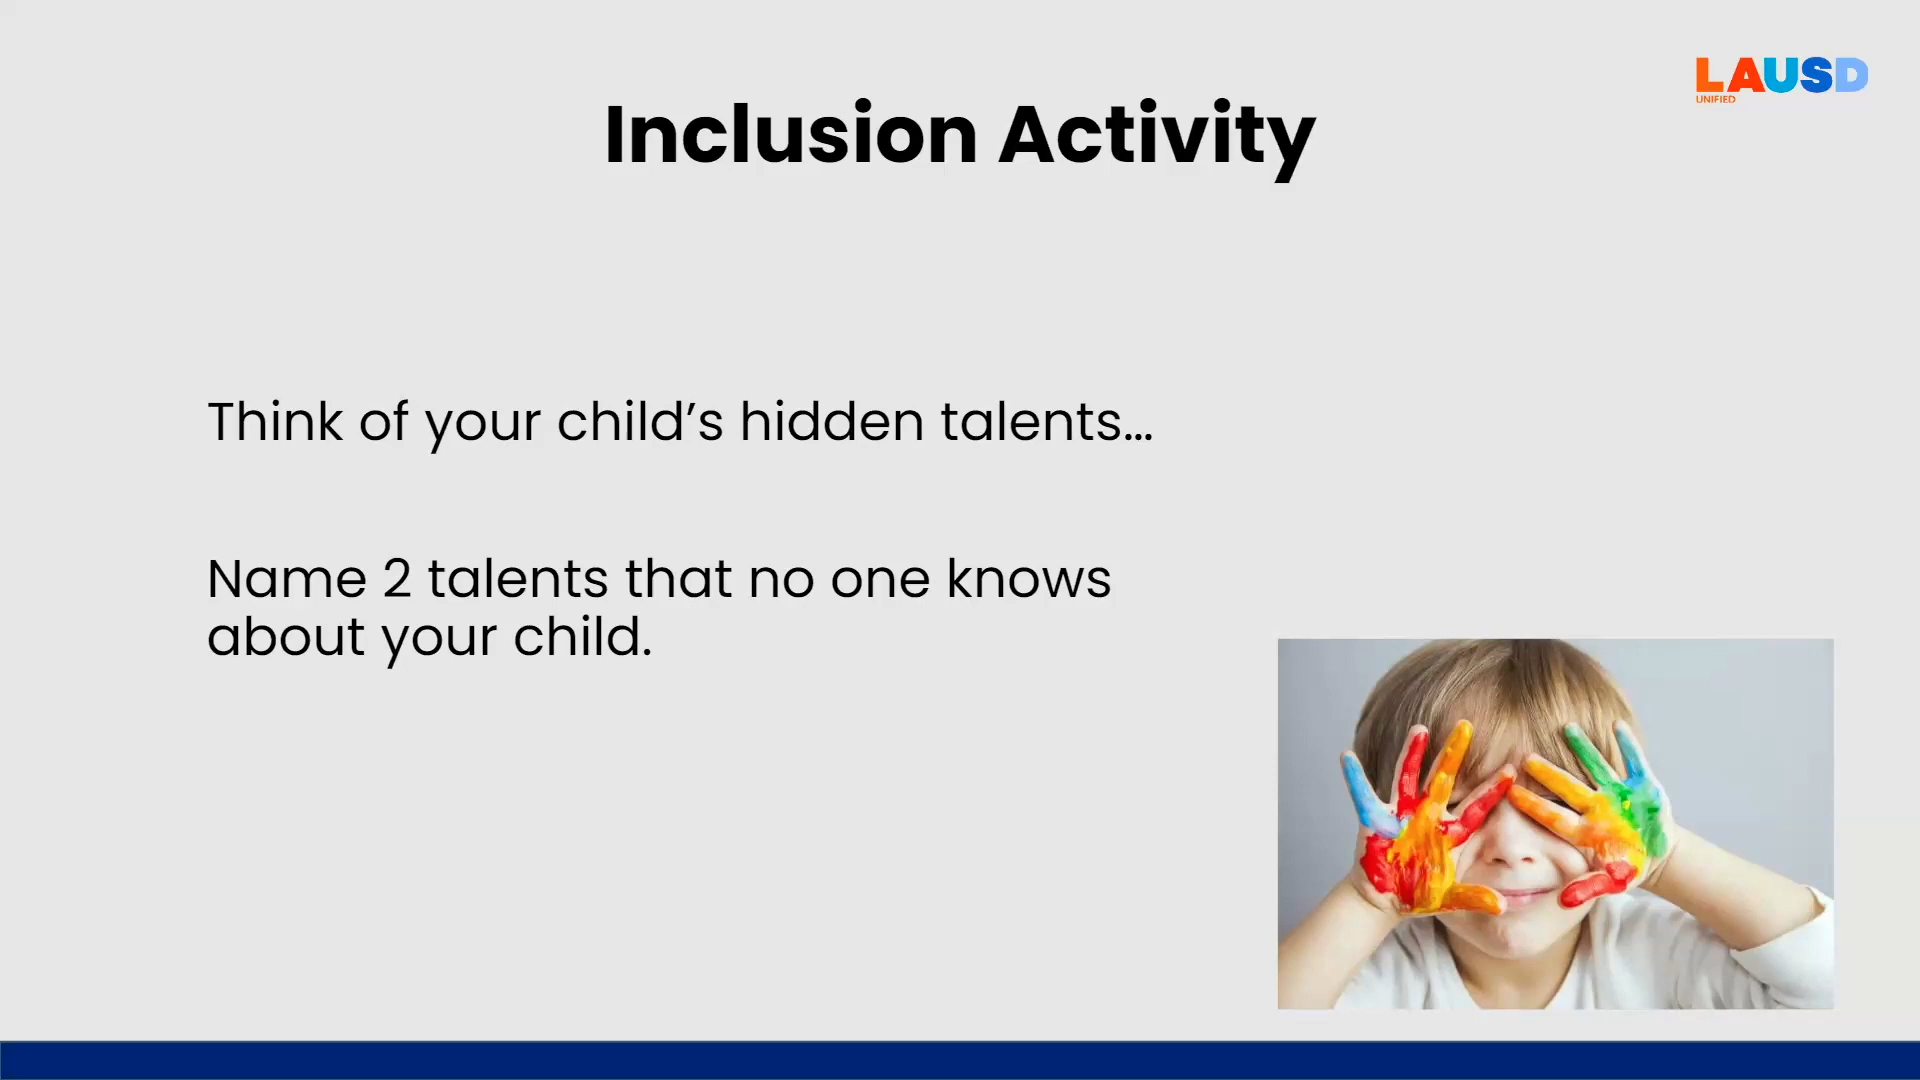 LAUSD
UNIFIED
Inclusion Activity
Think of your child’s hidden talents…
Name 2 talents that no one knows
about your child.